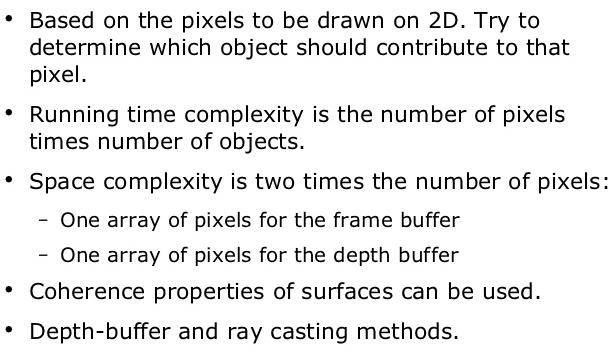 • Based on the pixels to be drawn on 2D. Try to
determine which object should contribute to that
pixel.
• Running time complexity is the number of pixels
times number of objects.
• Space complexity is two times the number of pixels:
– One array of pixels for the frame buffer
– One array of pixels for the depth buffer
• Coherence properties of surfaces can be used.
• Depth-buffer and ray casting methods.